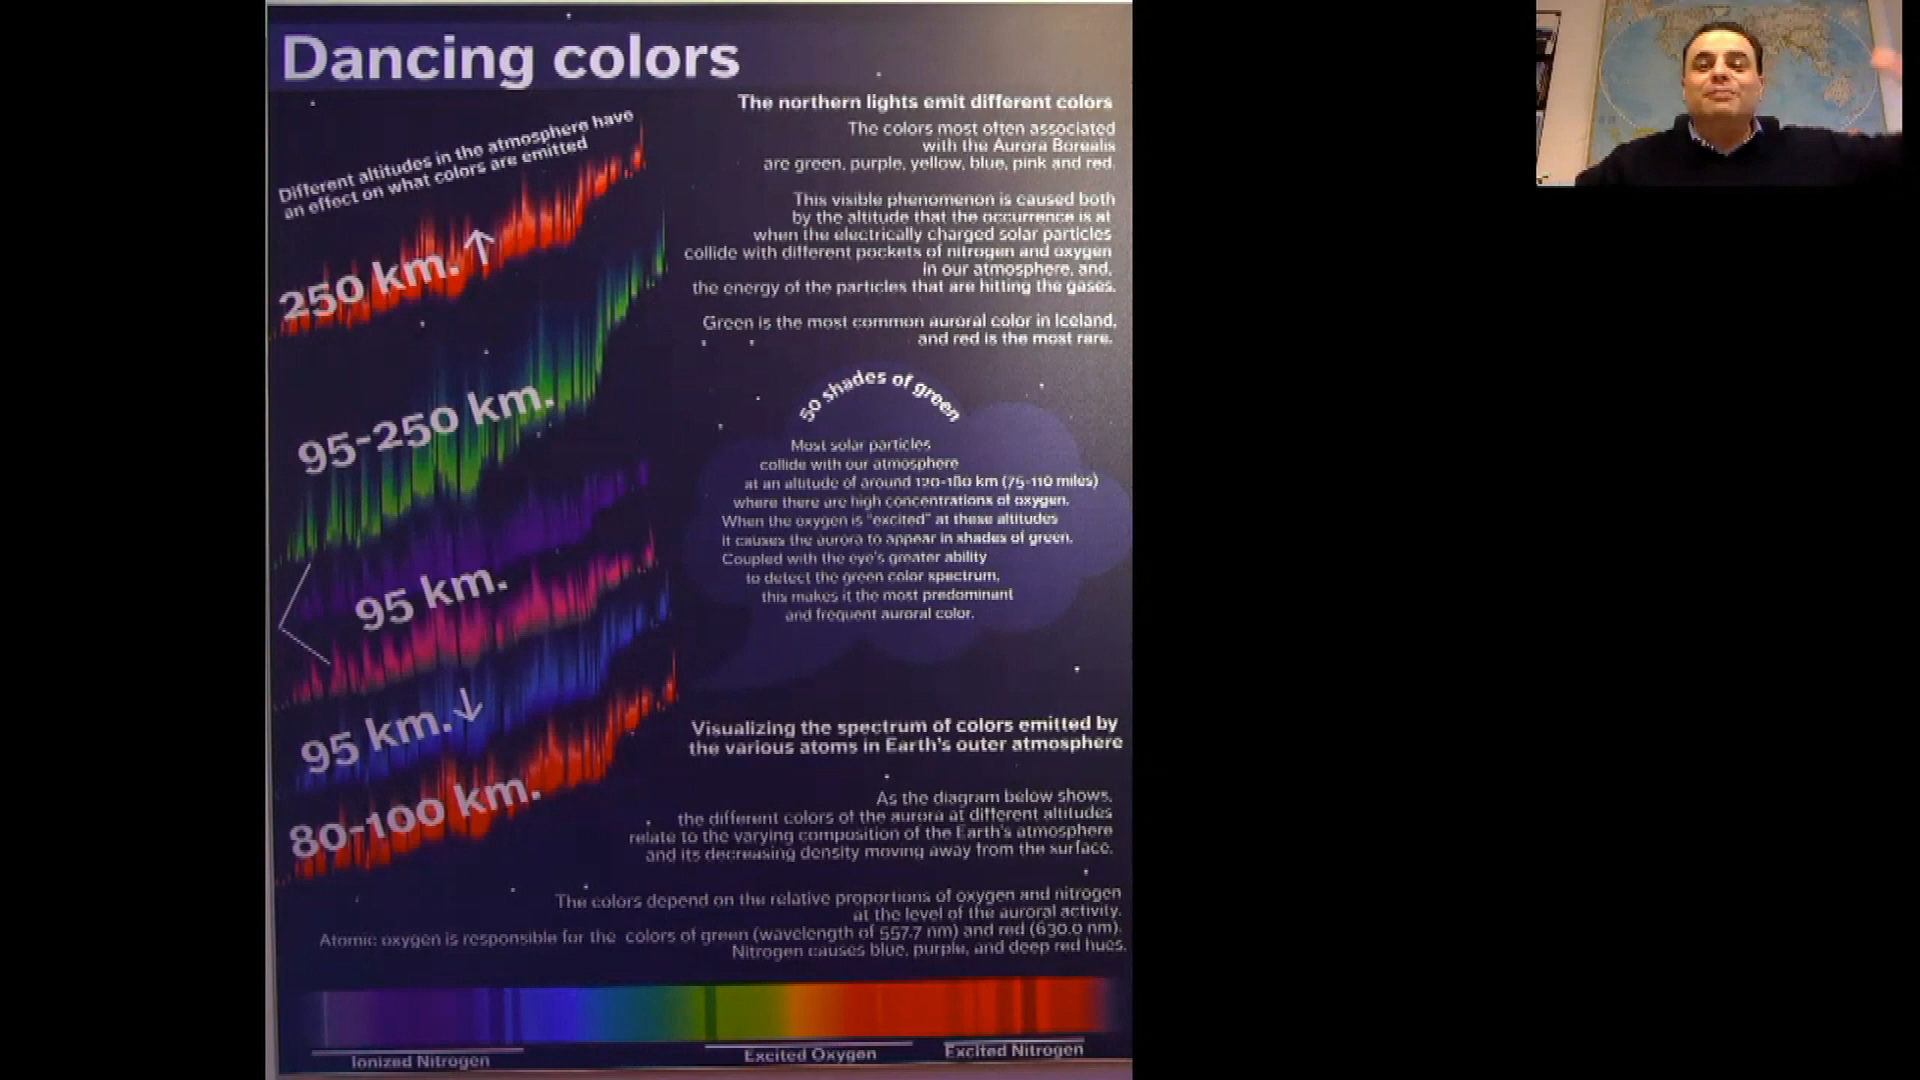 Dancing colors
Different altitudes in the atmosphere have
an effect on what colors are emitted
250 km.↑
95-250 km.
95 km.
95 km.↓
80-100 km.
The northern lights emit different colors
The colors most often associated
with the Aurora Borealis
are green, purple, yellow, blue, pink and red.
This visible phenomenon is caused both
by the altitude that the occurrence is at
when the electrically charged solar particles
collide with different pockets of nitrogen and oxygen
in our atmosphere, and,
the energy of the particles that are hitting the gases.
Green is the most common auroral color in Iceland,
and red is the most rare.
50 shades of green
Most solar particles
collide with our atmosphere
at an altitude of around 120-180 km (75-110 miles)
where there are high concentrations of oxygen.
When the oxygen is "excited" at these altitudes
it causes the aurora to appear in shades of green.
Coupled with the eye's greater ability
to detect the green color spectrum,
this makes it the most predominant
and frequent auroral color.
Visualizing the spectrum of colors emitted by
the various atoms in Earth's outer atmosphere
As the diagram below shows,
the different colors of the aurora at different altitudes
relate to the varying composition of the Earth's atmosphere
and its decreasing density moving away from the surface.
The colors depend on the relative proportions of oxygen and nitrogen
at the level of the auroral activity.
Atomic oxygen is responsible for the colors of green (wavelength of 557.7 nm) and red (630.0 nm).
Nitrogen causes blue, purple, and deep red hues.
Ionized Nitrogen
Excited Oxygen
Excited Nitrogen